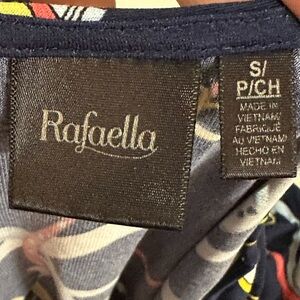 Rafaella
S/
P/CH
MADE IN
VIETNAM/
FABRIQUÉ
AU VIETNAM/
HECHO EN
VIETNAM